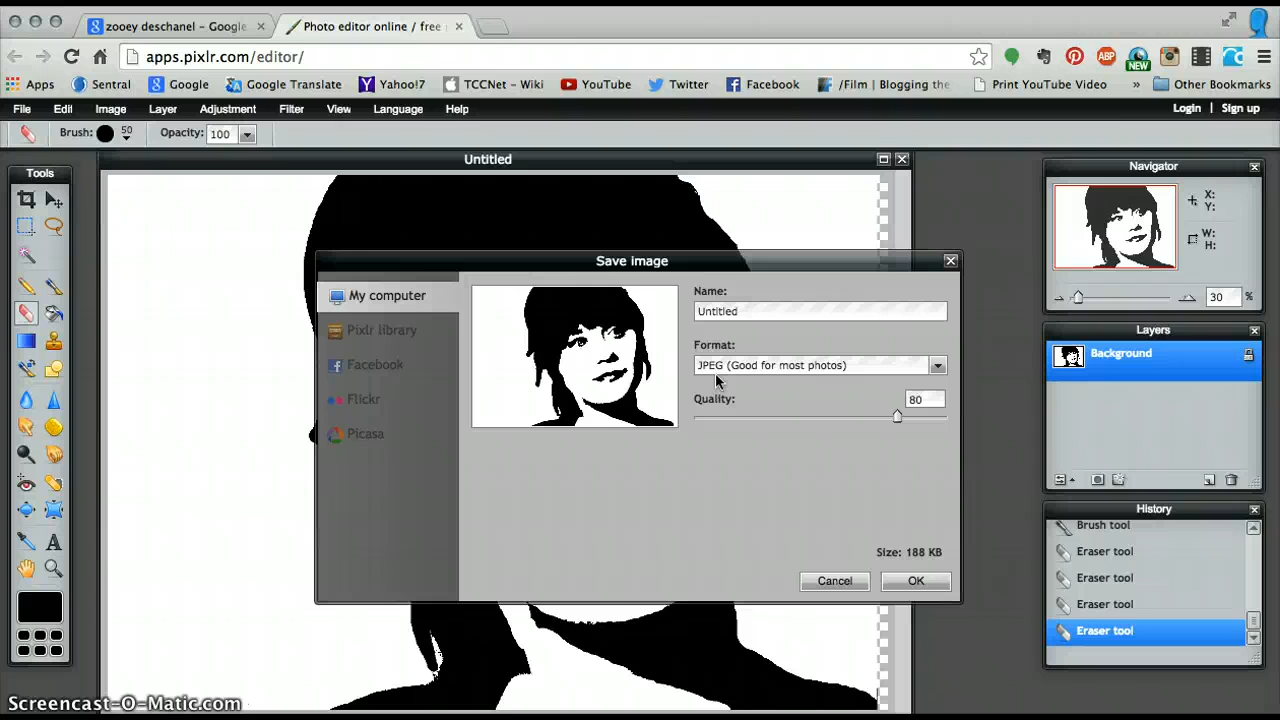 zooey deschanel - Google
Photo editor online / free
apps.pixlr.com/editor/
ABP
NEW
Apps Sentral Google Google Translate Yahoo!7 TCCNet - Wiki YouTube Twitter Facebook /Film | Blogging the Print YouTube Video » Other Bookmarks
File Edit Image Layer Adjustment Filter View Language Help Login | Sign up
Brush: 50 Opacity: 100
Tools
Untitled
Navigator
X:
Y:
W:
H:
30 %
Save image
My computer
Pixlr library
Facebook
Flickr
Picasa
Name:
Untitled
Format:
JPEG (Good for most photos)
Quality: 80
Size: 188 KB
Cancel OK
Layers
Background
History
Brush tool
Eraser tool
Eraser tool
Eraser tool
Eraser tool
Screencast-O-Matic.com